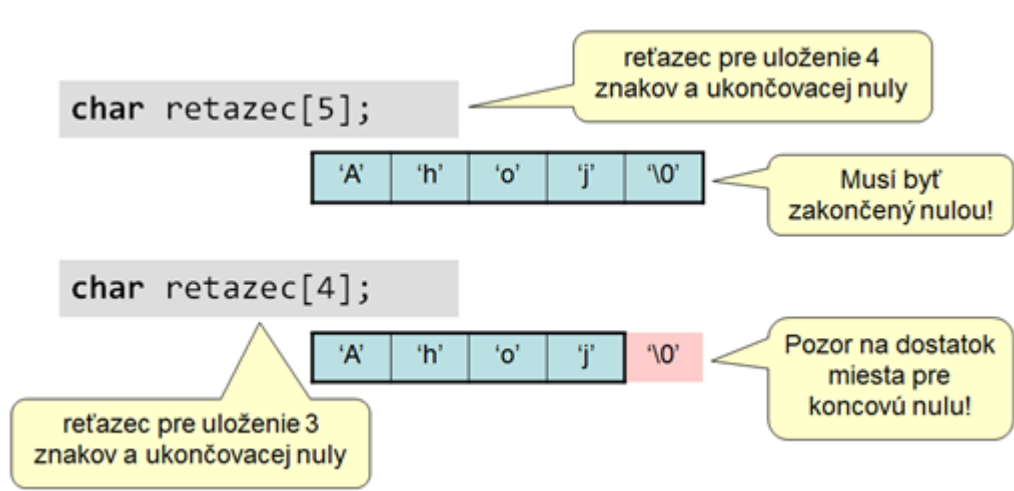 reťazec pre uloženie 4
znakov a ukončovacej nuly
char retazec[5];
‘A’ ‘h’ ‘o’ ‘j’ ‘\0’
Musí byť
zakončený nulou!
char retazec[4];
‘A’ ‘h’ ‘o’ ‘j’ ‘\0’
Pozor na dostatok
miesta pre
koncovú nulu!
reťazec pre uloženie 3
znakov a ukončovacej nuly